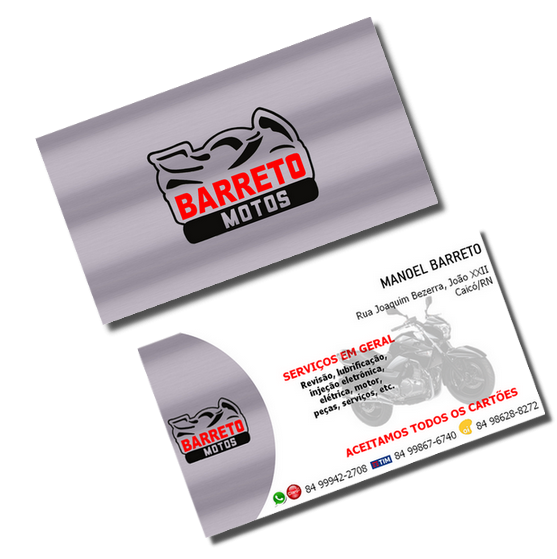 BARRETO
MOTOS
MANOEL BARRETO
Rua Joaquim Bezerra, João XXII
Caicó/RN
SERVIÇOS EM GERAL
Revisão, lubrificação,
injeção eletrônica,
elétrica, motor,
peças, serviços, etc.
ACEITAMOS TODOS OS CARTÕES
84 99942-2708 TIM 84 99867-6740 oi 84 98628-8272
BARRETO
MOTOS